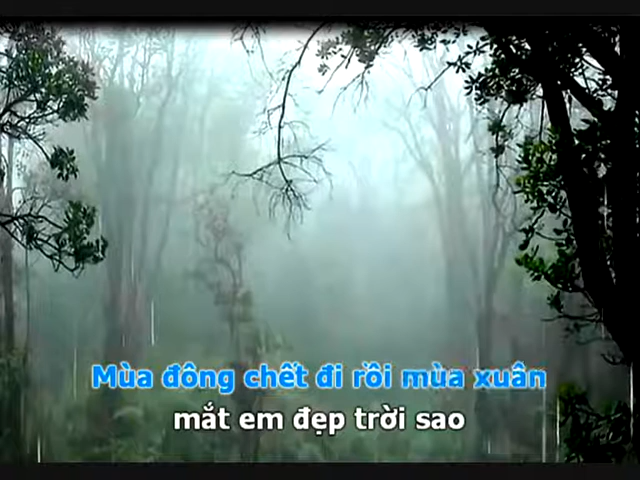 Mùa đông chết đi rồi mùa xuân
mắt em đẹp trời sao